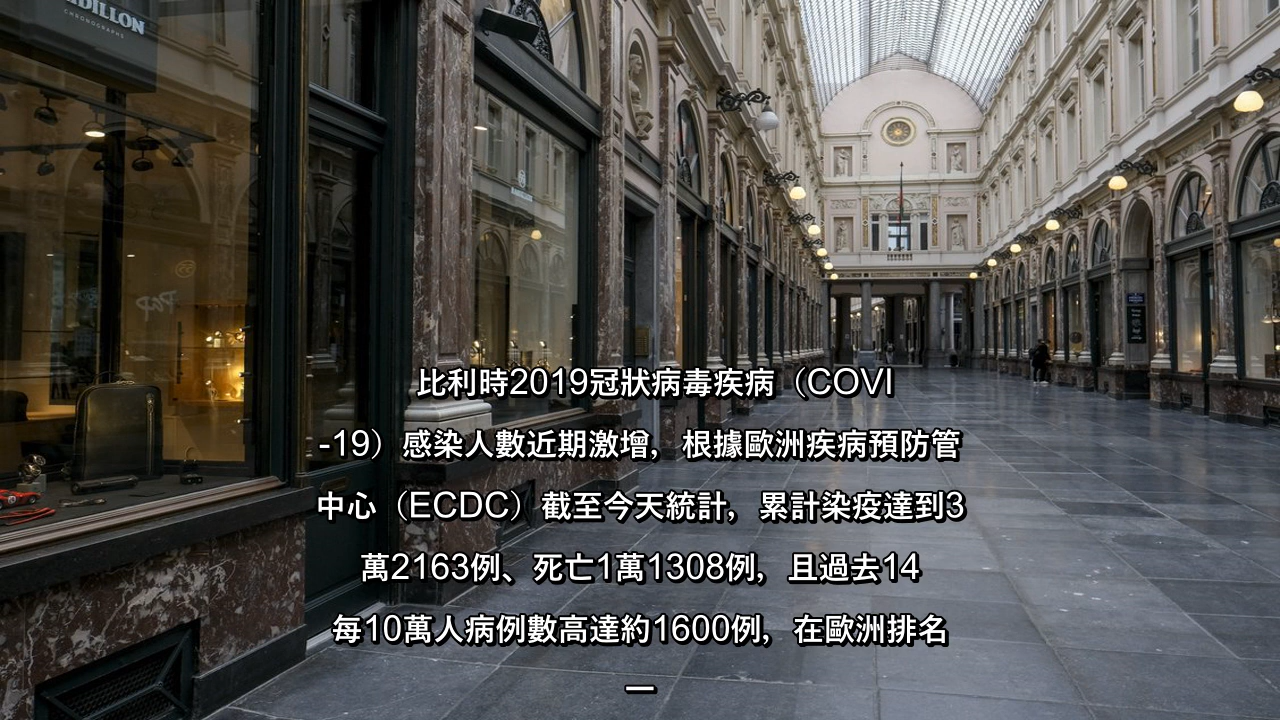 DILLON
CHRONOGRAPHS
比利時2019冠狀病毒疾病（COVI
-19）感染人數近期激增，根據歐洲疾病預防管
中心（ECDC）截至今天統計，累計染疫達到3
萬2163例、死亡1萬1308例，且過去14
每10萬人病例數高達約1600例，在歐洲排名
一